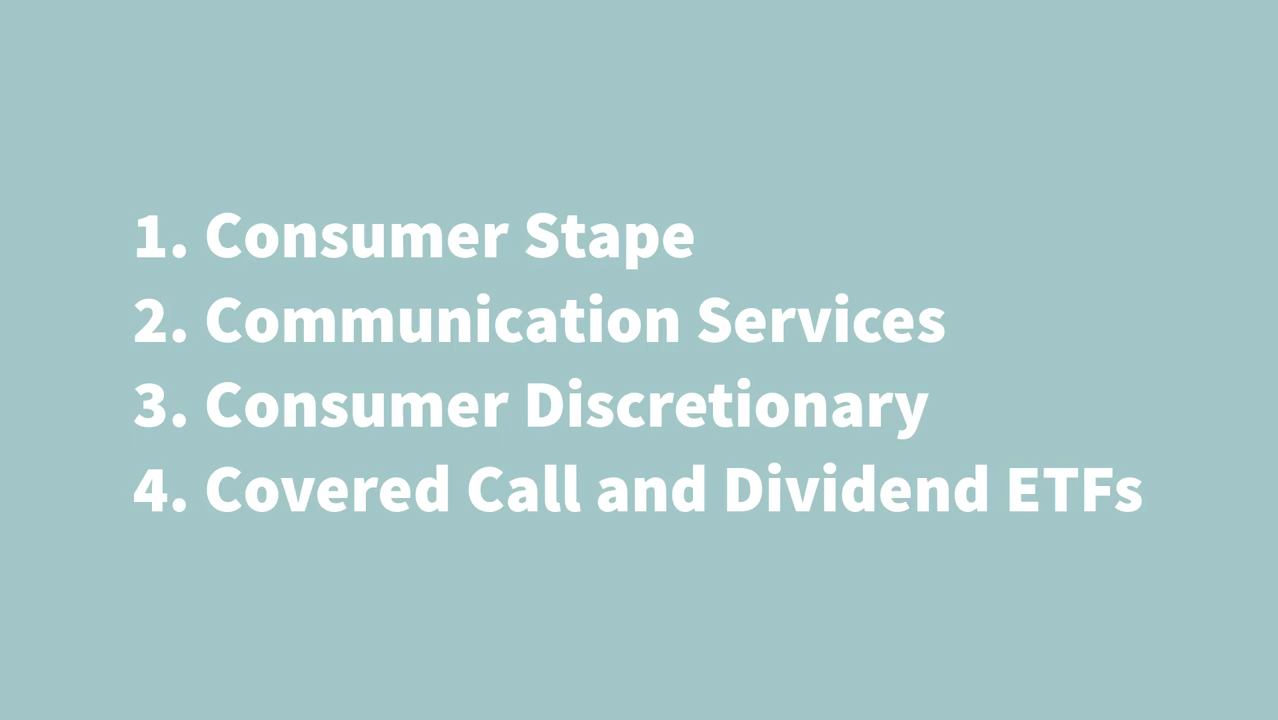 1. Consumer Stape
2. Communication Services
3. Consumer Discretionary
4. Covered Call and Dividend ETFs